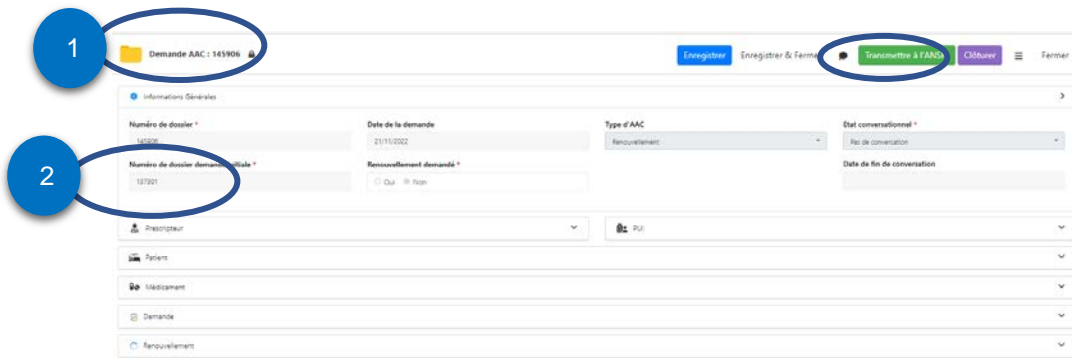 1
Demande AAC : 145906
Enregistrer
Enregistrer & Fermer
Transmettre à l'ANSM
Clôturer
Fermer
Informations Générales
Numéro de dossier *
Date de la demande
Type d'AAC
Etat conversationnel *
145906
21/11/2022
Renouvellement
Pas de conversation
2
Numéro de dossier demande initiale *
Renouvellement demandé *
Date de fin de conversation
137301
Oui
Non
Prescripteur
PUI
Patient
Médicament
Demande
Renouvellement